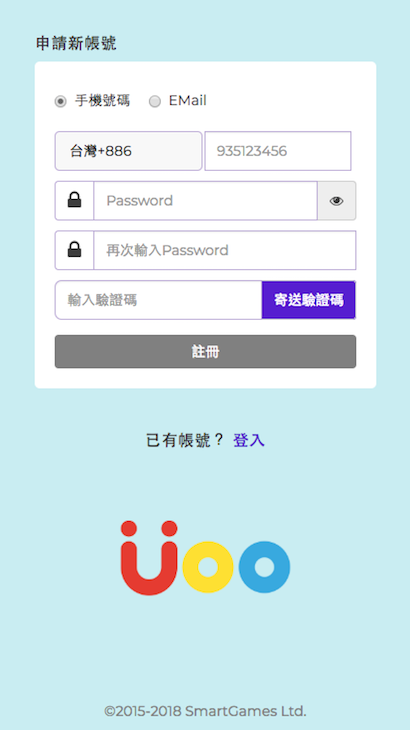 申請新帳號
手機號碼 EMail
台灣+886 935123456
Password
再次輸入Password
輸入驗證碼 寄送驗證碼
註冊
已有帳號？ 登入
üoo
©2015-2018 SmartGames Ltd.